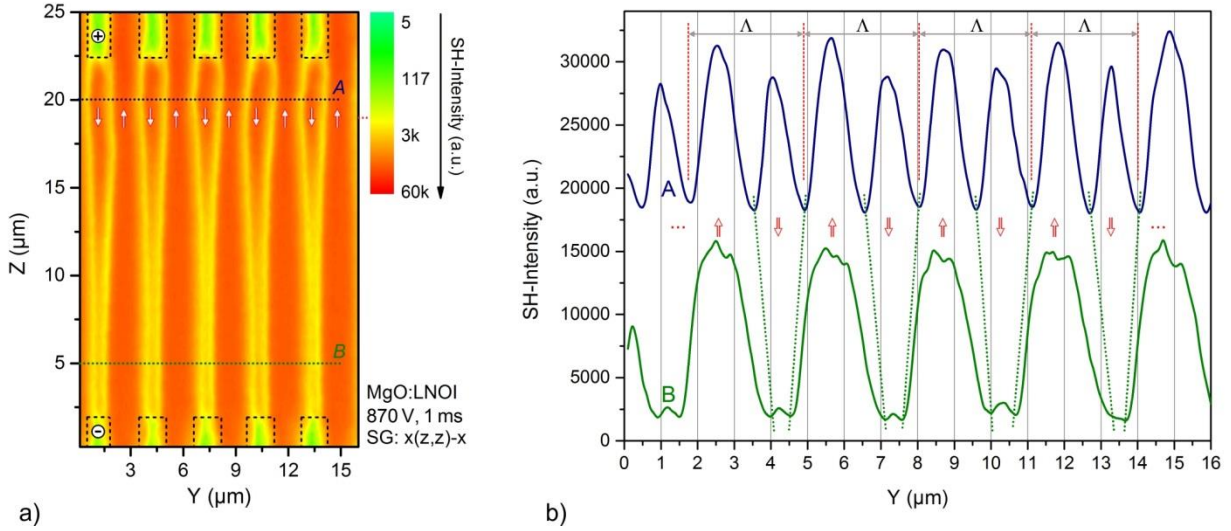 25
20
15
10
5
Z (µm)
3
6
9
12
15
Y (µm)
⊕
⊖
A
B
5
117
3k
60k
SH-Intensity (a.u.)
MgO:LNOI
870 V, 1 ms
SG: x(z,z)-x
a)
Λ Λ Λ Λ
30000
25000
20000
15000
10000
5000
0
SH-Intensity (a.u.)
A
... ...
B
0 1 2 3 4 5 6 7 8 9 10 11 12 13 14 15 16
Y (µm)
b)